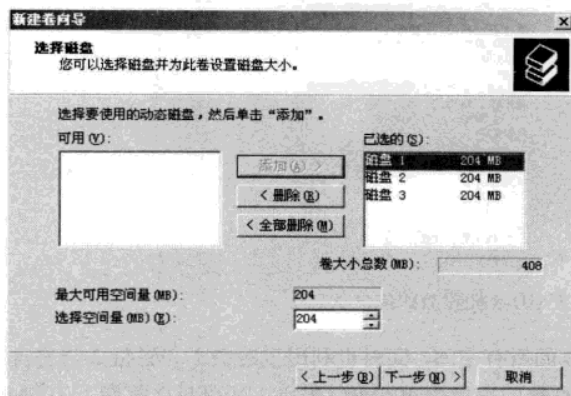 新建卷向导
选择磁盘
您可以选择磁盘并为此卷设置磁盘大小。
选择要使用的动态磁盘，然后单击“添加”。
可用(V):
已选的(S):
添加(A) >
< 删除(R)
< 全部删除(M)
磁盘 1 204 MB
磁盘 2 204 MB
磁盘 3 204 MB
卷大小总数(MB): 408
最大可用空间量(MB): 204
选择空间量(MB)(E): 204
< 上一步(B) 下一步(N) > 取消